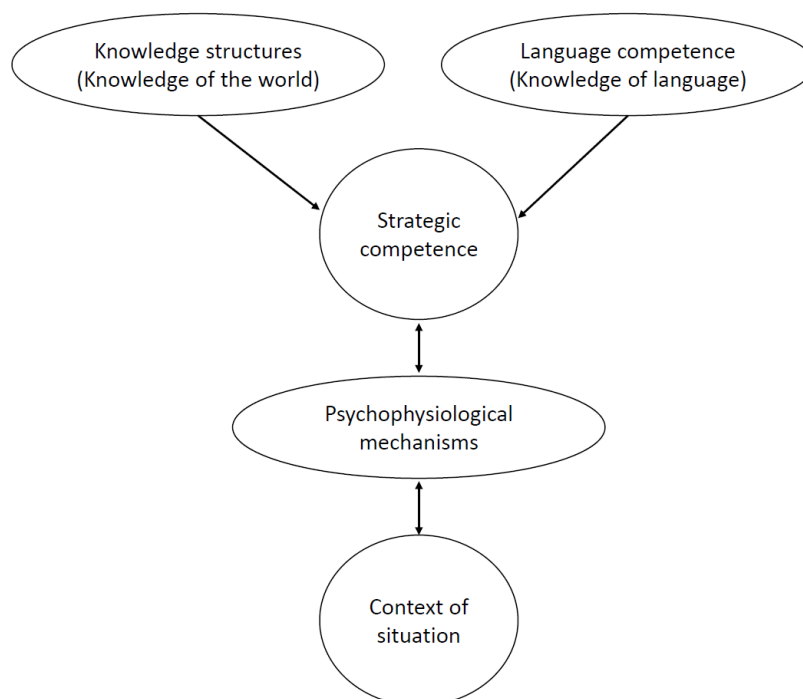 Knowledge structures
(Knowledge of the world)
Language competence
(Knowledge of language)
Strategic
competence
Psychophysiological
mechanisms
Context of
situation